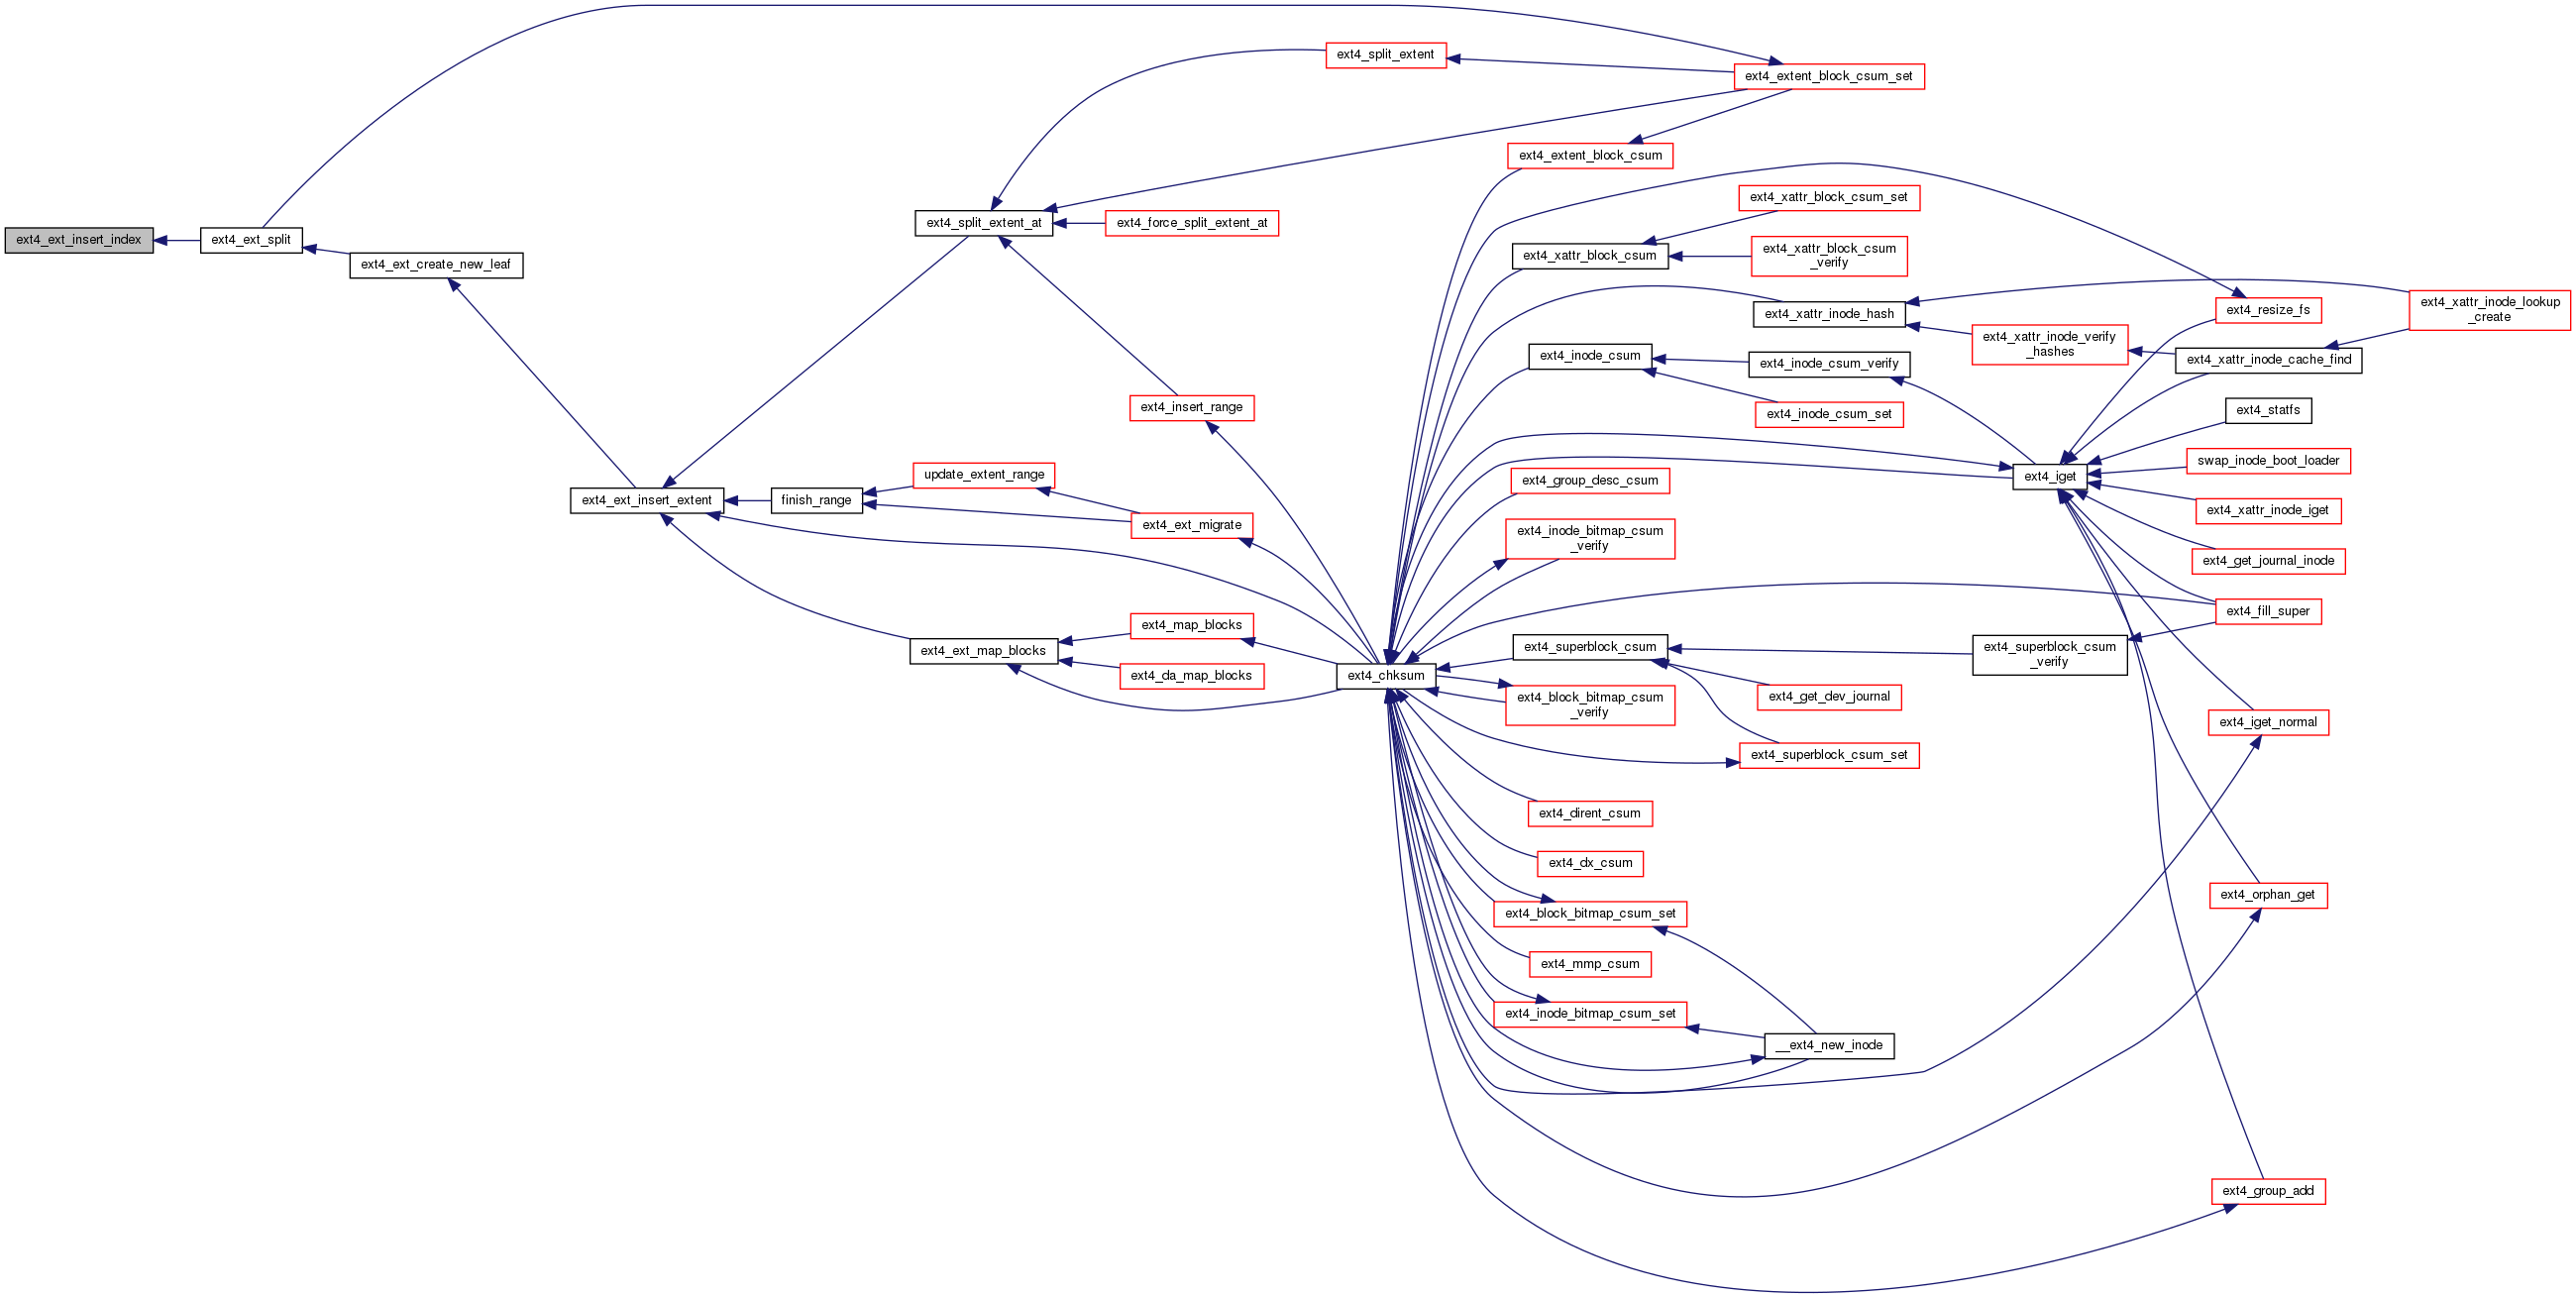 ext4_split_extent
ext4_extent_block_csum_set
ext4_extent_block_csum
ext4_xattr_block_csum_set
ext4_split_extent_at
ext4_force_split_extent_at
ext4_ext_insert_index
ext4_ext_split
ext4_xattr_block_csum
ext4_xattr_block_csum
_verify
ext4_ext_create_new_leaf
ext4_xattr_inode_hash
ext4_resize_fs
ext4_xattr_inode_lookup
_create
ext4_xattr_inode_verify
_hashes
ext4_inode_csum
ext4_inode_csum_verify
ext4_xattr_inode_cache_find
ext4_insert_range
ext4_inode_csum_set
ext4_statfs
swap_inode_boot_loader
update_extent_range
ext4_group_desc_csum
ext4_iget
ext4_ext_insert_extent
finish_range
ext4_xattr_inode_iget
ext4_ext_migrate
ext4_inode_bitmap_csum
_verify
ext4_get_journal_inode
ext4_fill_super
ext4_map_blocks
ext4_ext_map_blocks
ext4_superblock_csum
ext4_superblock_csum
_verify
ext4_da_map_blocks
ext4_chksum
ext4_block_bitmap_csum
_verify
ext4_get_dev_journal
ext4_iget_normal
ext4_superblock_csum_set
ext4_dirent_csum
ext4_dx_csum
ext4_orphan_get
ext4_block_bitmap_csum_set
ext4_mmp_csum
ext4_inode_bitmap_csum_set
__ext4_new_inode
ext4_group_add